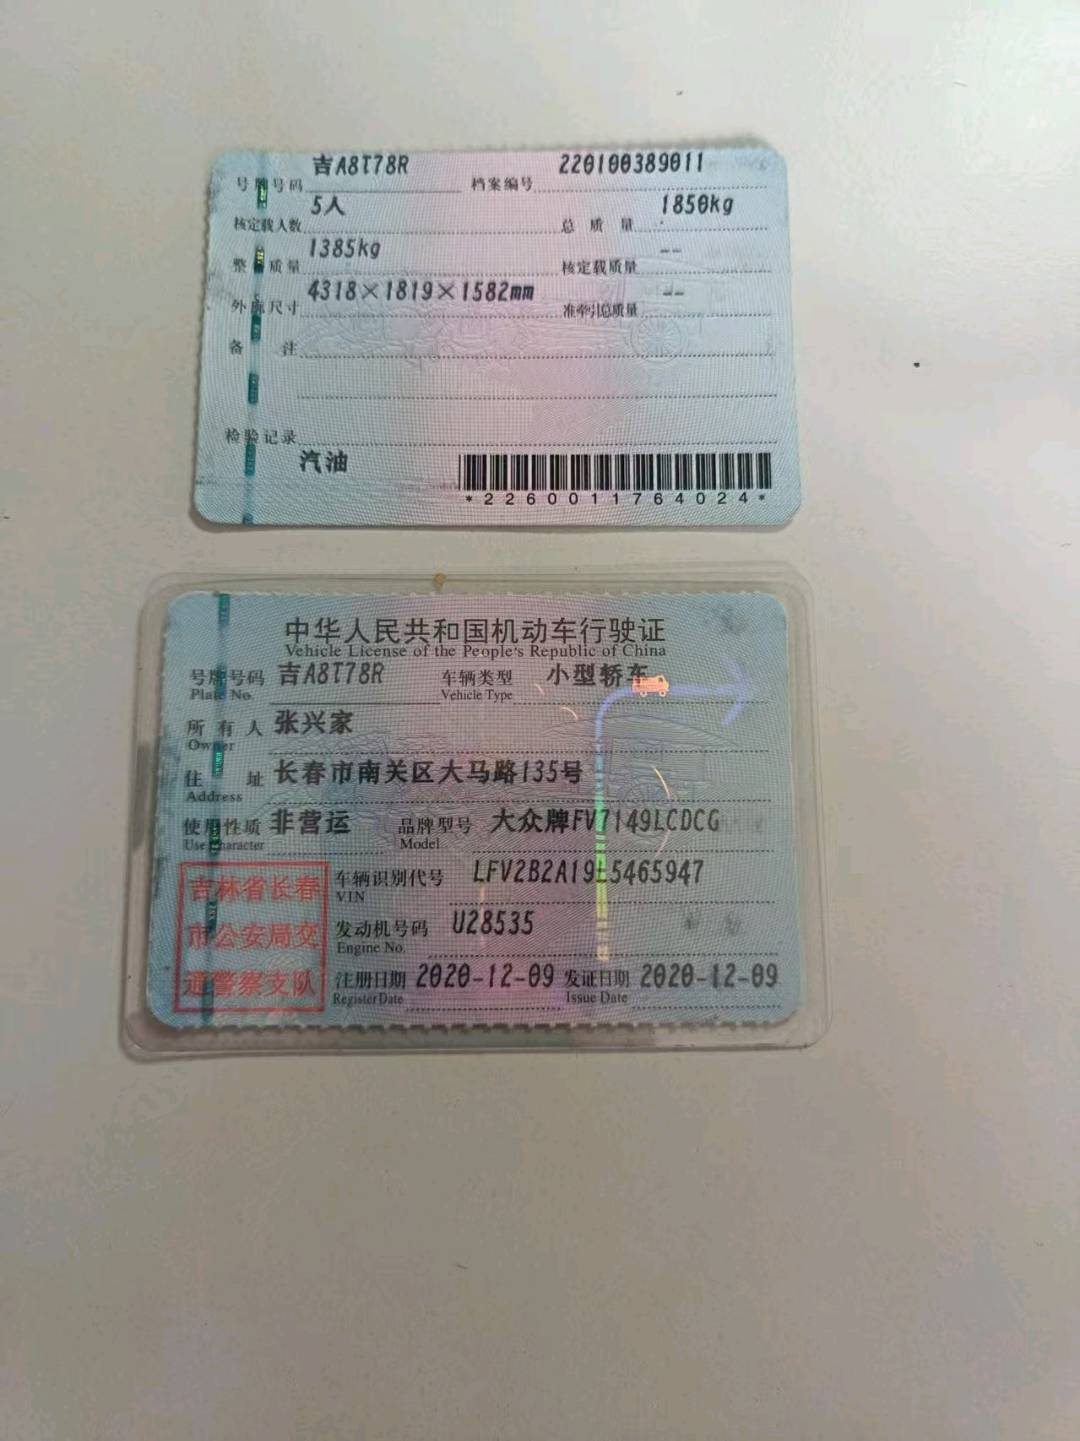 号牌号码 吉A8T78R 档案编号 220100389011
核定载人数 5人 总质量 1850kg
整备质量 1385kg 核定载质量 --
外廓尺寸 4318×1819×1582mm 准牵引总质量 --
备注
检验记录
汽油
*2260011764024*
中华人民共和国机动车行驶证
Vehicle License of the People's Republic of China
号牌号码 吉A8T78R 车辆类型 小型轿车
Plate No. Vehicle Type
所有人 张兴家
Owner
住址 长春市南关区大马路135号
Address
使用性质 非营运 品牌型号 大众牌FV7149LCDCG
Use Character Model
吉林省长春
市公安局交
通警察支队
车辆识别代号
VIN
发动机号码 U28535
Engine No.
注册日期 2020-12-09 发证日期 2020-12-09
Register Date Issue Date